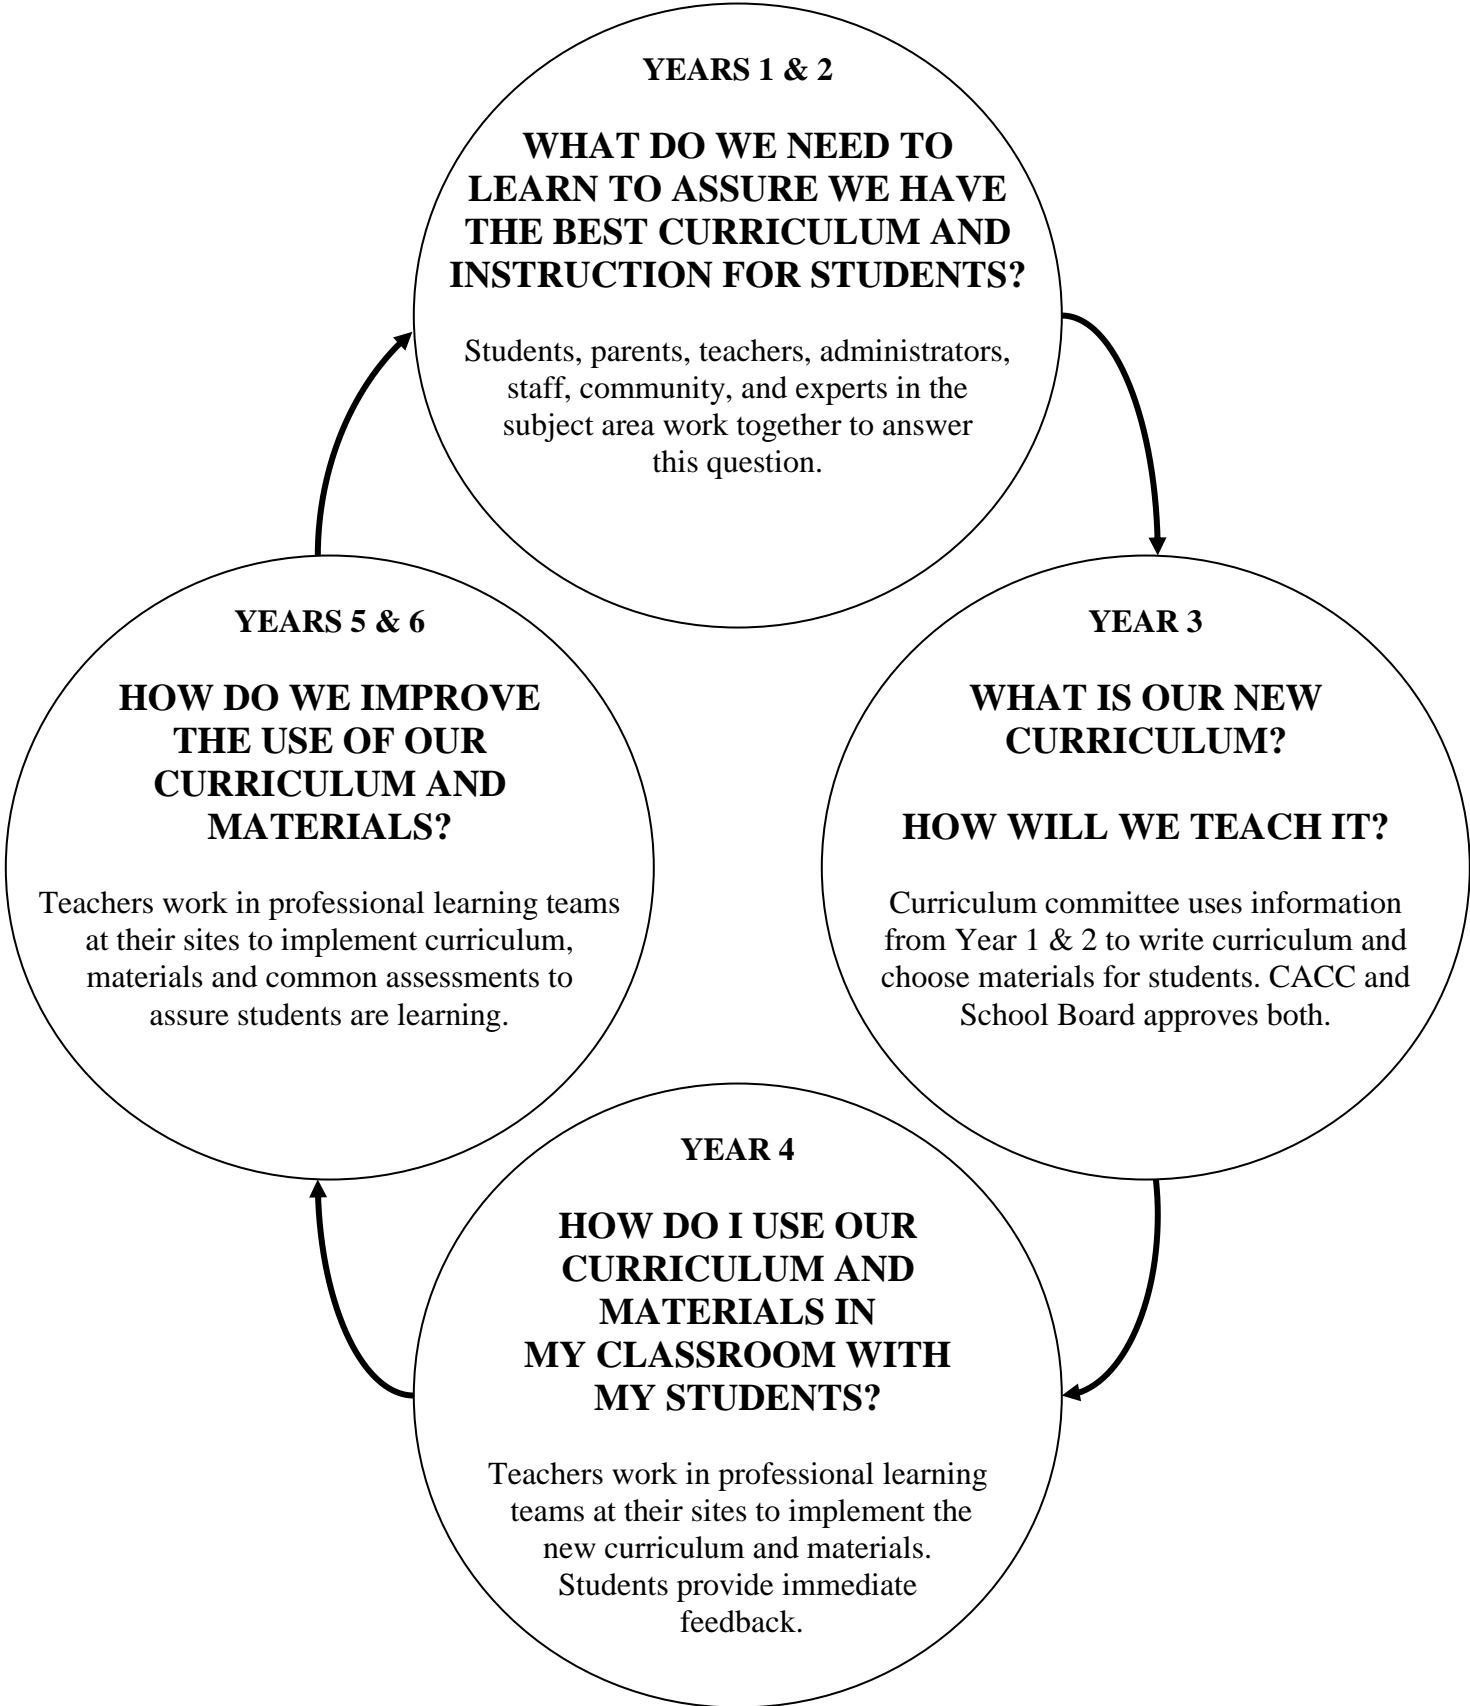 YEARS 1 & 2
WHAT DO WE NEED TO
LEARN TO ASSURE WE HAVE
THE BEST CURRICULUM AND
INSTRUCTION FOR STUDENTS?
Students, parents, teachers, administrators,
staff, community, and experts in the
subject area work together to answer
this question.
YEAR 3
WHAT IS OUR NEW
CURRICULUM?
HOW WILL WE TEACH IT?
Curriculum committee uses information
from Year 1 & 2 to write curriculum and
choose materials for students. CACC and
School Board approves both.
YEAR 4
HOW DO I USE OUR
CURRICULUM AND
MATERIALS IN
MY CLASSROOM WITH
MY STUDENTS?
Teachers work in professional learning
teams at their sites to implement the
new curriculum and materials.
Students provide immediate
feedback.
YEARS 5 & 6
HOW DO WE IMPROVE
THE USE OF OUR
CURRICULUM AND
MATERIALS?
Teachers work in professional learning teams
at their sites to implement curriculum,
materials and common assessments to
assure students are learning.